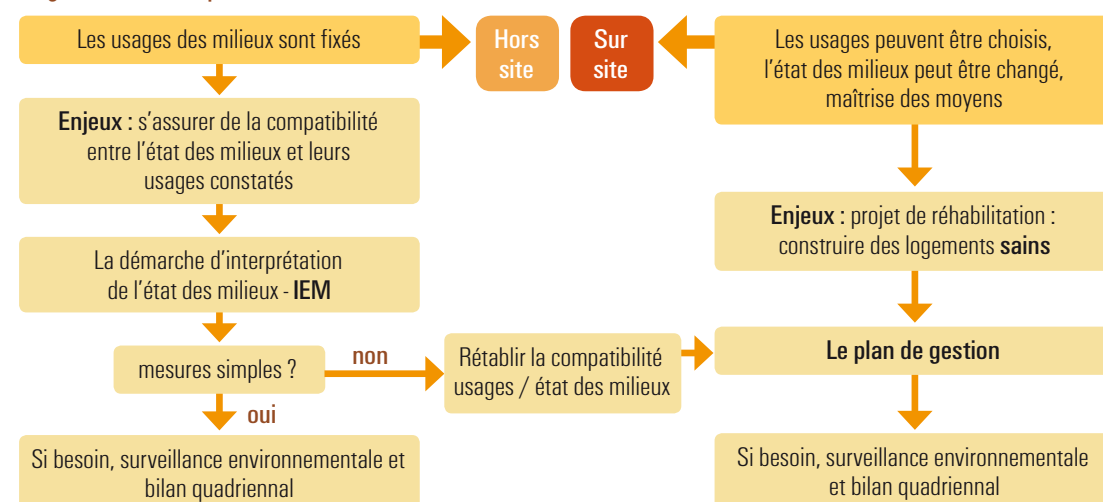 Les usages des milieux sont fixés
Hors
site
Sur
site
Les usages peuvent être choisis,
l'état des milieux peut être changé,
maîtrise des moyens
Enjeux : s'assurer de la compatibilité
entre l'état des milieux et leurs
usages constatés
Enjeux : projet de réhabilitation :
construire des logements sains
La démarche d'interprétation
de l'état des milieux - IEM
mesures simples ?
non
Rétablir la compatibilité
usages / état des milieux
Le plan de gestion
oui
Si besoin, surveillance environnementale et
bilan quadriennal
Si besoin, surveillance environnementale
et bilan quadriennal